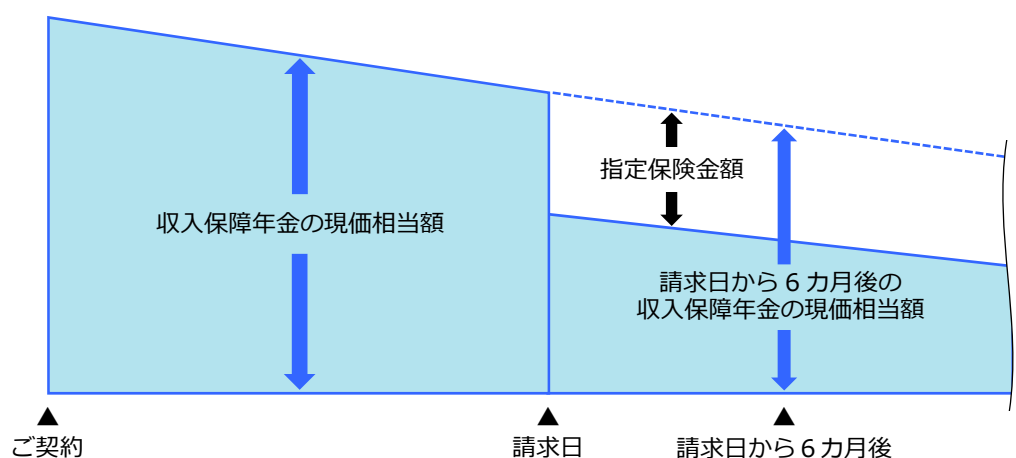 指定保険金額
収入保障年金の現価相当額
請求日から6カ月後の
収入保障年金の現価相当額
▲
▲
▲
ご契約
請求日
請求日から6カ月後